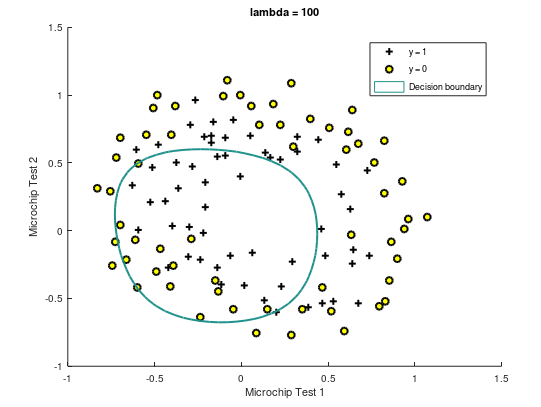 lambda = 100
1.5
y = 1
y = 0
Decision boundary
1
0.5
Microchip Test 2
0
-0.5
-1
-1
-0.5
0
0.5
1
1.5
Microchip Test 1